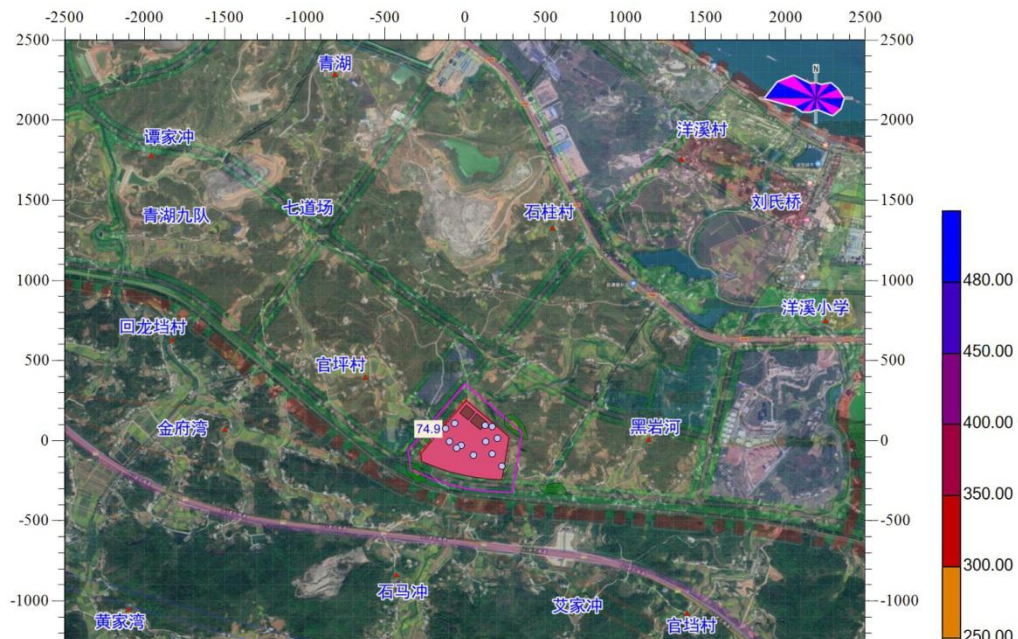 -2500 -2000 -1500 -1000 -500 0 500 1000 1500 2000 2500
2500 2500
N
青湖
2000 2000
谭家冲 洋溪村
1500 1500
青湖九队 七道场 石柱村 刘氏桥
1000 1000
480.00
洋溪小学
回龙垱村
450.00
500 500
官坪村
400.00
74.9
金府湾 黑岩河
0 0
350.00
-500 -500
300.00
石马冲 艾家冲
-1000 -1000
黄家湾 官垱村
250.00